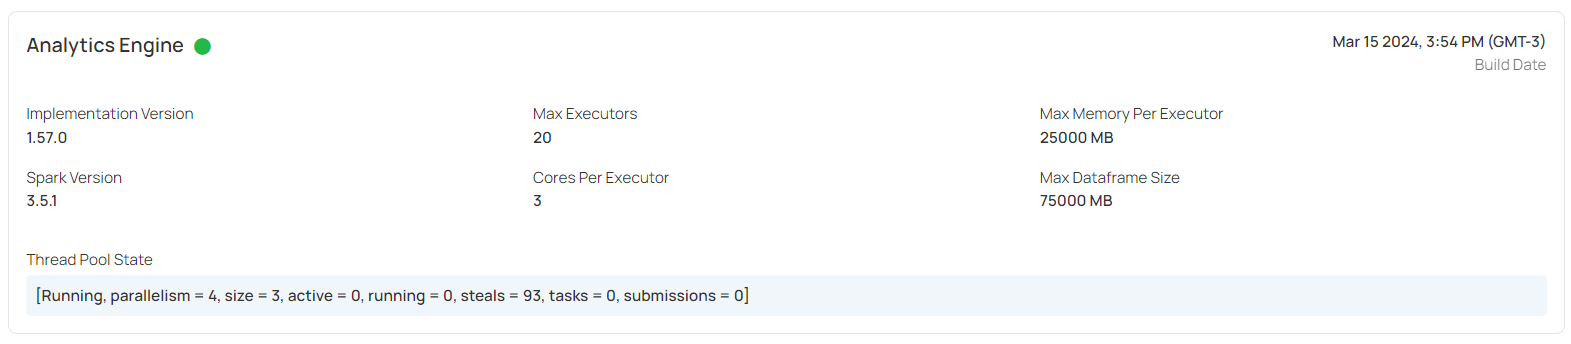 Analytics Engine
Mar 15 2024, 3:54 PM (GMT-3)
Build Date
Implementation Version
1.57.0
Max Executors
20
Max Memory Per Executor
25000 MB
Spark Version
3.5.1
Cores Per Executor
3
Max Dataframe Size
75000 MB
Thread Pool State
[Running, parallelism = 4, size = 3, active = 0, running = 0, steals = 93, tasks = 0, submissions = 0]